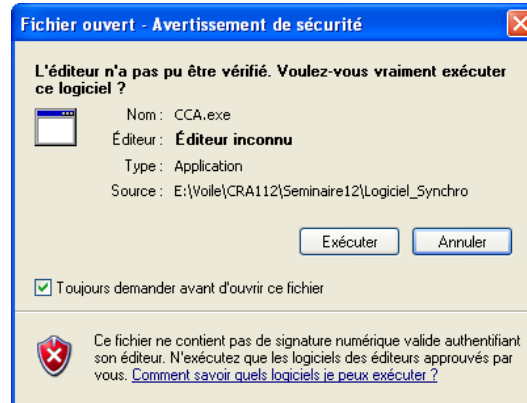 Fichier ouvert - Avertissement de sécurité
L'éditeur n'a pas pu être vérifié. Voulez-vous vraiment exécuter
ce logiciel ?
Nom : CCA.exe
Éditeur : Éditeur inconnu
Type : Application
Source : E:\Voile\CRA112\Seminaire12\Logiciel_Synchro
Exécuter Annuler
Toujours demander avant d'ouvrir ce fichier
Ce fichier ne contient pas de signature numérique valide authentifiant
son éditeur. N'exécutez que les logiciels des éditeurs approuvés par
vous. Comment savoir quels logiciels je peux exécuter ?